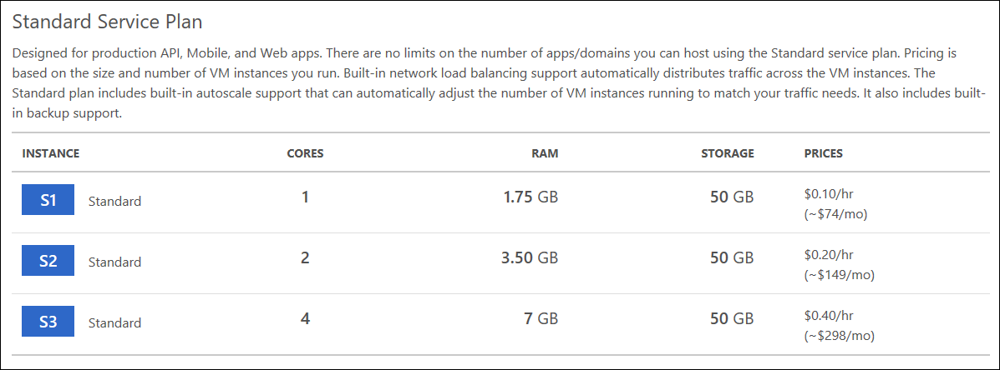 Standard Service Plan
Designed for production API, Mobile, and Web apps. There are no limits on the number of apps/domains you can host using the Standard service plan. Pricing is
based on the size and number of VM instances you run. Built-in network load balancing support automatically distributes traffic across the VM instances. The
Standard plan includes built-in autoscale support that can automatically adjust the number of VM instances running to match your traffic needs. It also includes built-
in backup support.
INSTANCE CORES RAM STORAGE PRICES
S1 Standard 1 1.75 GB 50 GB $0.10/hr
(~$74/mo)
S2 Standard 2 3.50 GB 50 GB $0.20/hr
(~$149/mo)
S3 Standard 4 7 GB 50 GB $0.40/hr
(~$298/mo)